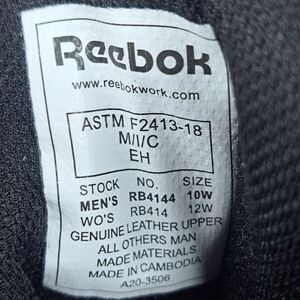 Reebok
www.reebokwork.com
ASTM F2413-18
M/I/C
EH
STOCK NO. SIZE
MEN'S RB4144 10W
WO'S RB414 12W
GENUINE LEATHER UPPER
ALL OTHERS MAN
MADE MATERIALS
MADE IN CAMBODIA
A20-3506